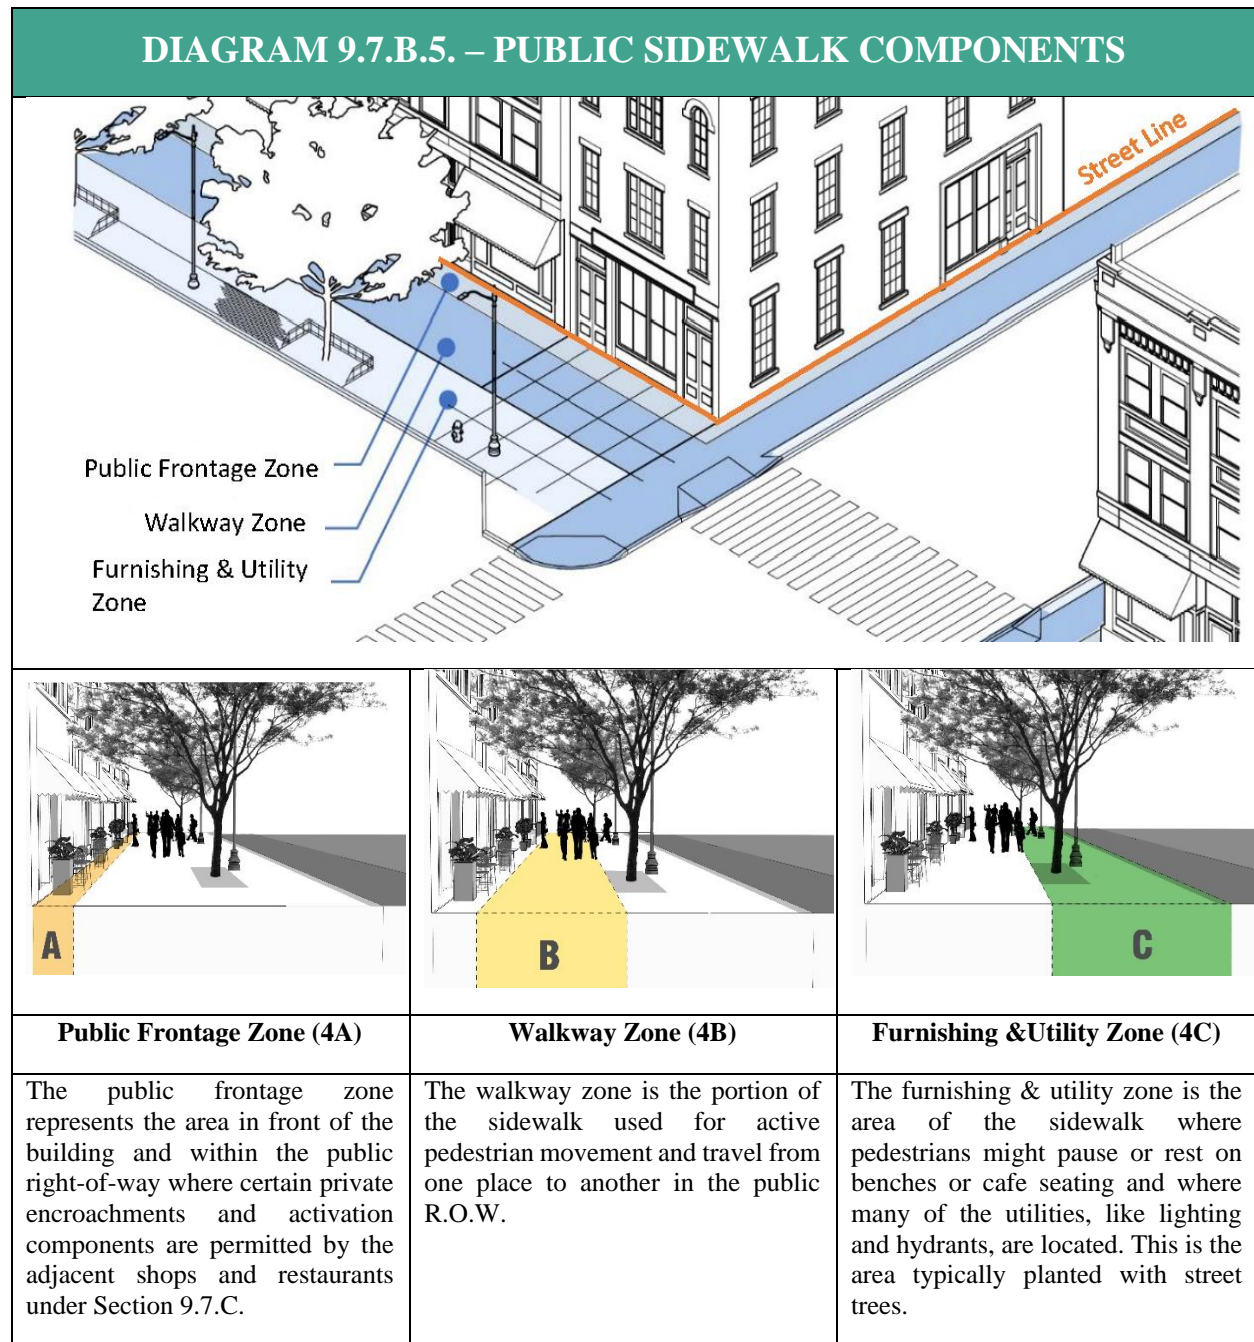 DIAGRAM 9.7.B.5. – PUBLIC SIDEWALK COMPONENTS
Street Line
Public Frontage Zone
Walkway Zone
Furnishing & Utility
Zone
A
B
C
Public Frontage Zone (4A)
The public frontage zone
represents the area in front of the
building and within the public
right-of-way where certain private
encroachments and activation
components are permitted by the
adjacent shops and restaurants
under Section 9.7.C.
Walkway Zone (4B)
The walkway zone is the portion of
the sidewalk used for active
pedestrian movement and travel from
one place to another in the public
R.O.W.
Furnishing &Utility Zone (4C)
The furnishing & utility zone is the
area of the sidewalk where
pedestrians might pause or rest on
benches or cafe seating and where
many of the utilities, like lighting
and hydrants, are located. This is the
area typically planted with street
trees.